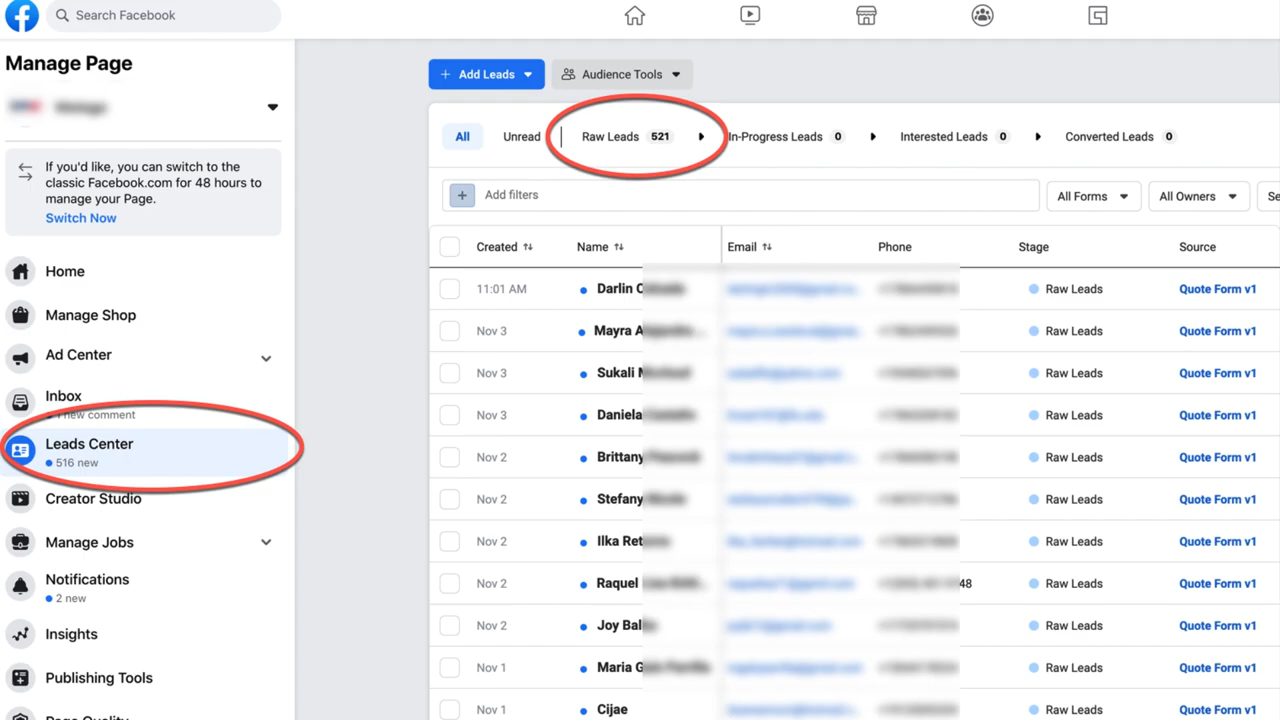 Search Facebook
Manage Page
If you'd like, you can switch to the
classic Facebook.com for 48 hours to
manage your Page.
Switch Now
Home
Manage Shop
Ad Center
Inbox
1 new comment
Leads Center
516 new
Creator Studio
Manage Jobs
Notifications
2 new
Insights
Publishing Tools
Page Quality
+ Add Leads
Audience Tools
All Unread Raw Leads 521 In-Progress Leads 0 Interested Leads 0 Converted Leads 0
+ Add filters All Forms All Owners Se
Created Name Email Phone Stage Source
11:01 AM Darlin Raw Leads Quote Form v1
Nov 3 Mayra Raw Leads Quote Form v1
Nov 3 Sukali Raw Leads Quote Form v1
Nov 3 Daniela Raw Leads Quote Form v1
Nov 2 Brittany Raw Leads Quote Form v1
Nov 2 Stefany Raw Leads Quote Form v1
Nov 2 Ilka Raw Leads Quote Form v1
Nov 2 Raquel 48 Raw Leads Quote Form v1
Nov 2 Joy Raw Leads Quote Form v1
Nov 1 Maria Raw Leads Quote Form v1
Nov 1 Cijae Raw Leads Quote Form v1